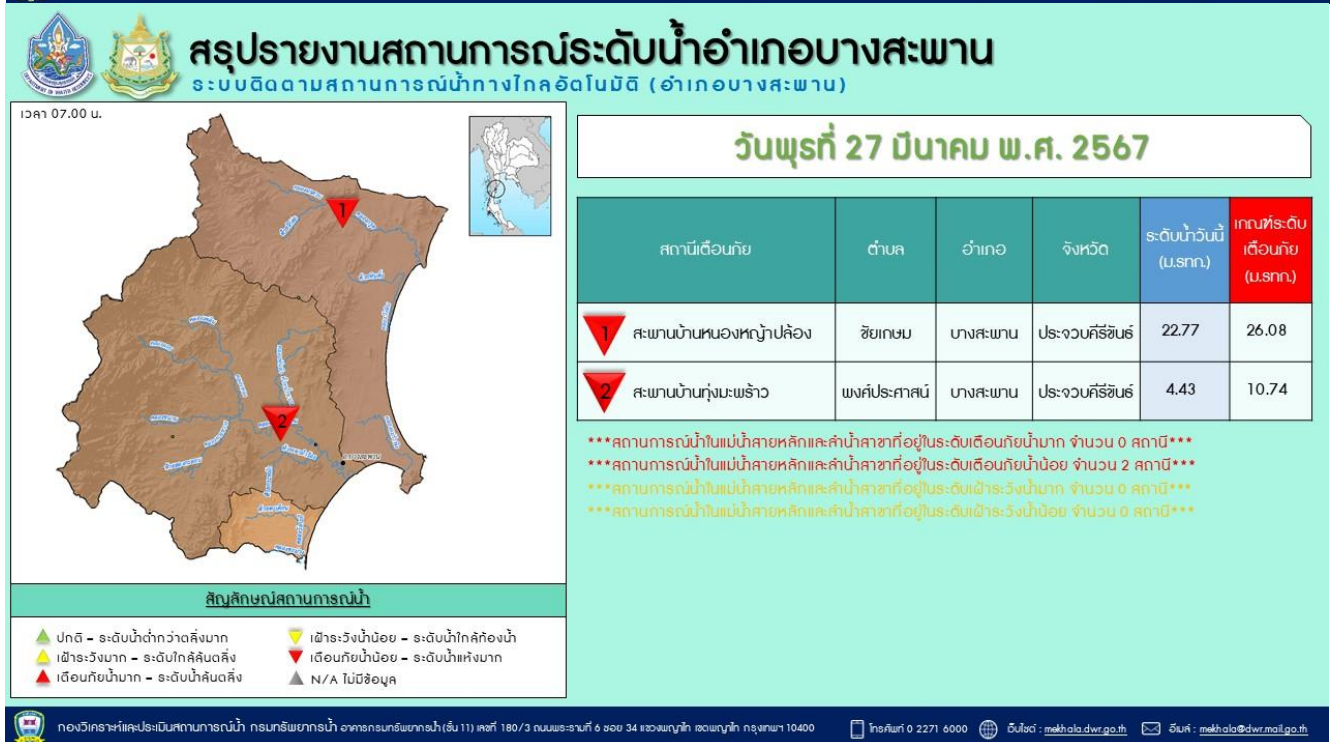 สรุปรายงานสถานการณ์ระดับน้ำอำเภอบางสะพาน
ระบบติดตามสถานการณ์น้ำทางไกลอัตโนมัติ (อำเภอบางสะพาน)
เวลา 07.00 น.
วันพุธที่ 27 มีนาคม พ.ศ. 2567
สถานีเตือนภัย ตำบล อำเภอ จังหวัด ระดับน้ำวันนี้ (ม.รทก.) เกณฑ์ระดับเตือนภัย (ม.รทก.)
1 สะพานบ้านหนองหญ้าปล้อง ชัยเกษม บางสะพาน ประจวบคีรีขันธ์ 22.77 26.08
2 สะพานบ้านทุ่งมะพร้าว พงศ์ประศาสน์ บางสะพาน ประจวบคีรีขันธ์ 4.43 10.74
***สถานการณ์น้ำในแม่น้ำสายหลักและลำน้ำสาขาที่อยู่ในระดับเตือนภัยน้ำมาก จำนวน 0 สถานี***
***สถานการณ์น้ำในแม่น้ำสายหลักและลำน้ำสาขาที่อยู่ในระดับเตือนภัยน้ำน้อย จำนวน 2 สถานี***
***สถานการณ์น้ำในแม่น้ำสายหลักและลำน้ำสาขาที่อยู่ในระดับเฝ้าระวังน้ำมาก จำนวน 0 สถานี***
***สถานการณ์น้ำในแม่น้ำสายหลักและลำน้ำสาขาที่อยู่ในระดับเฝ้าระวังน้ำน้อย จำนวน 0 สถานี***
1
2
สัญลักษณ์สถานการณ์น้ำ
ปกติ - ระดับน้ำต่ำกว่าตลิ่งมาก
เฝ้าระวังน้ำน้อย - ระดับน้ำใกล้ท้องน้ำ
เฝ้าระวังมาก - ระดับใกล้ล้นตลิ่ง
เตือนภัยน้ำน้อย - ระดับน้ำแห้งมาก
เตือนภัยน้ำมาก - ระดับน้ำล้นตลิ่ง
N/A ไม่มีข้อมูล
กองวิเคราะห์และประเมินสถานการณ์น้ำ กรมทรัพยากรน้ำ อาคารกรมทรัพยากรน้ำ (ชั้น 11) เลขที่ 180/3 ถนนพระรามที่ 6 ซอย 34 แขวงพญาไท เขตพญาไท กรุงเทพฯ 10400 โทรศัพท์ 0 2271 6000 เว็บไซต์ : mekhala.dwr.go.th อีเมล์ : mekhala@dwr.mail.go.th